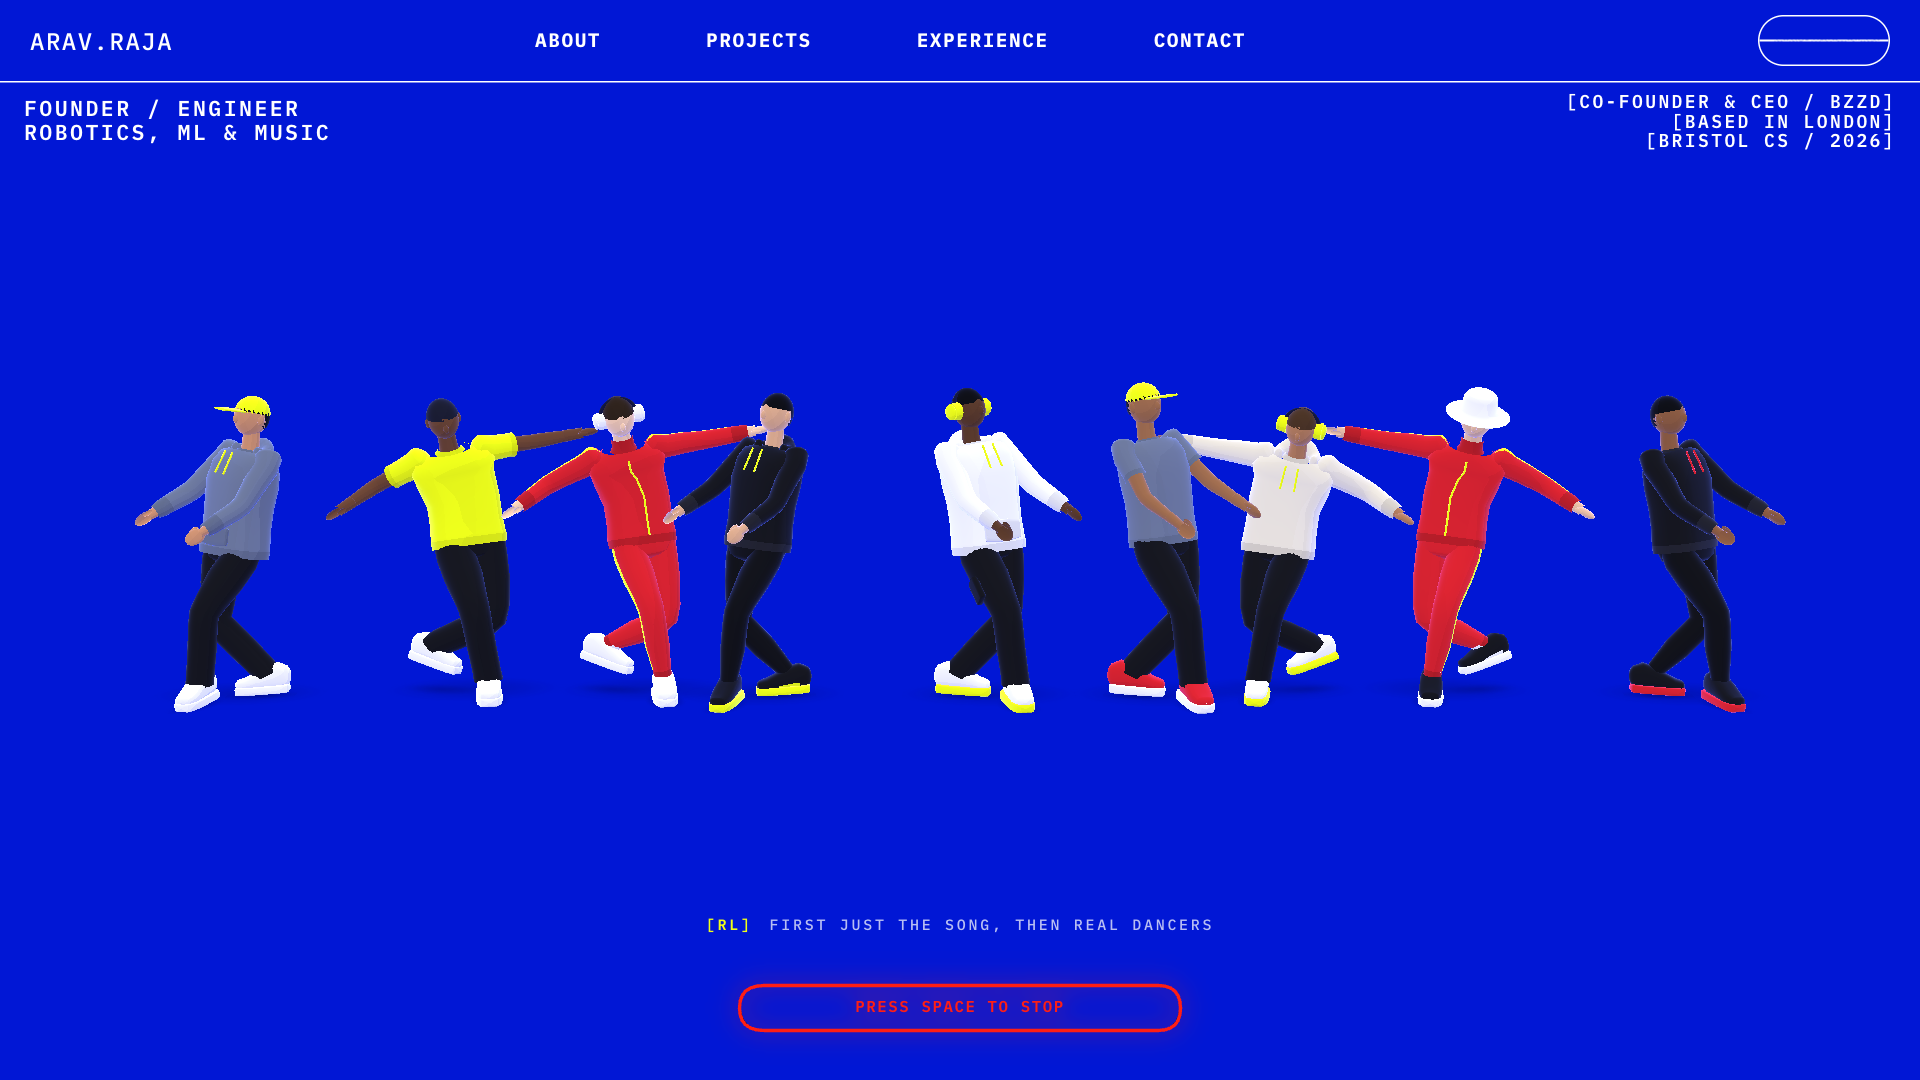 ARAV.RAJA
ABOUT
PROJECTS
EXPERIENCE
CONTACT
FOUNDER / ENGINEER
ROBOTICS, ML & MUSIC
[CO-FOUNDER & CEO / BZZD]
[BASED IN LONDON]
[BRISTOL CS / 2026]
[RL] FIRST JUST THE SONG, THEN REAL DANCERS
PRESS SPACE TO STOP